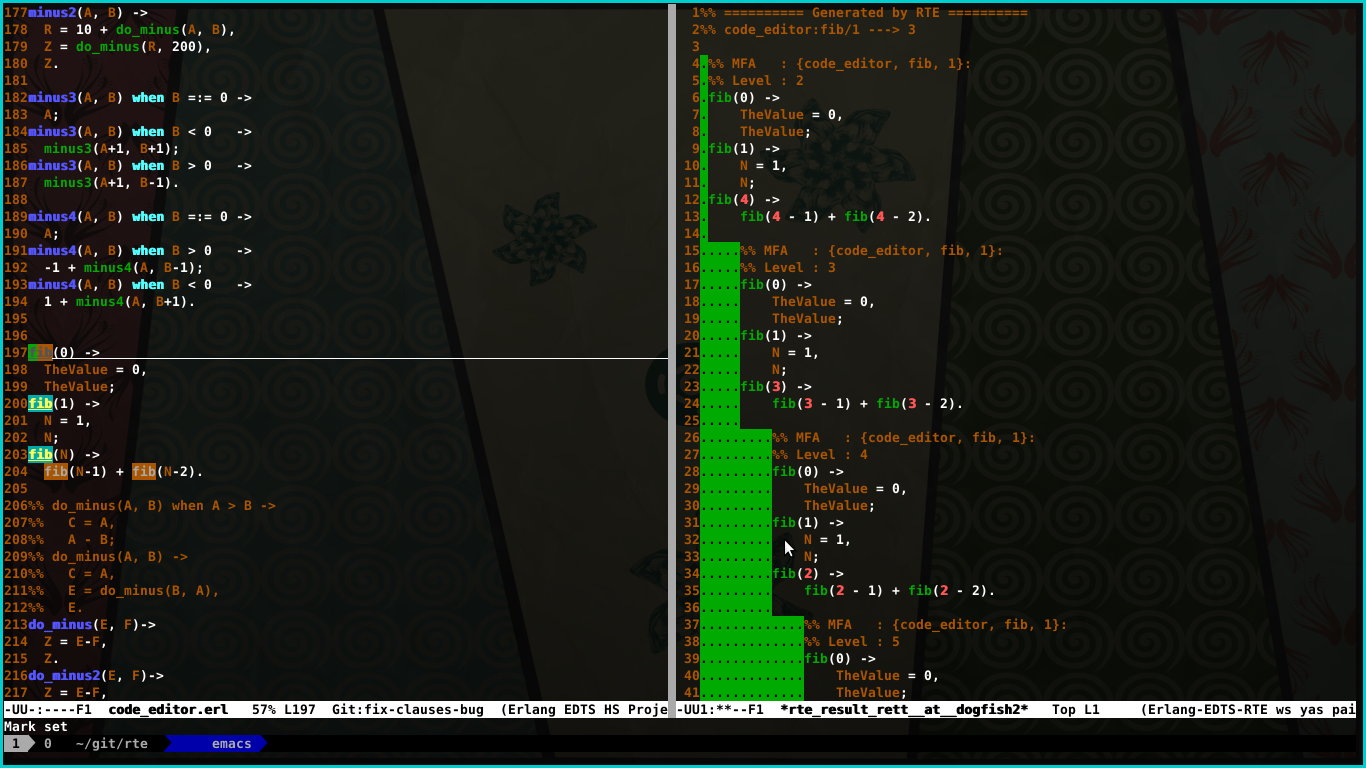 177minus2(A, B) ->
178  R = 10 + do_minus(A, B),
179  Z = do_minus(R, 200),
180  Z.
181
182minus3(A, B) when B =:= 0 ->
183  A;
184minus3(A, B) when B < 0   ->
185  minus3(A+1, B+1);
186minus3(A, B) when B > 0   ->
187  minus3(A+1, B-1).
188
189minus4(A, B) when B =:= 0 ->
190  A;
191minus4(A, B) when B > 0   ->
192  -1 + minus4(A, B-1);
193minus4(A, B) when B < 0   ->
194  1 + minus4(A, B+1).
195
196
197fib(0) ->
198  TheValue = 0,
199  TheValue;
200fib(1) ->
201  N = 1,
202  N;
203fib(N) ->
204  fib(N-1) + fib(N-2).
205
206%% do_minus(A, B) when A > B ->
207%%   C = A,
208%%   A - B;
209%% do_minus(A, B) ->
210%%   C = A,
211%%   E = do_minus(B, A),
212%%   E.
213do_minus(E, F)->
214  Z = E-F,
215  Z.
216do_minus2(E, F)->
217  Z = E-F,
-UU-:----F1  code_editor.erl   57% L197  Git:fix-clauses-bug  (Erlang EDTS HS Proje
1%% ========== Generated by RTE ==========
2%% code_editor:fib/1 ---> 3
3
4.%% MFA   : {code_editor, fib, 1}:
5.%% Level : 2
6.fib(0) ->
7.    TheValue = 0,
8.    TheValue;
9.fib(1) ->
10.    N = 1,
11.    N;
12.fib(4) ->
13.    fib(4 - 1) + fib(4 - 2).
14.
15.....%% MFA   : {code_editor, fib, 1}:
16.....%% Level : 3
17.....fib(0) ->
18.....    TheValue = 0,
19.....    TheValue;
20.....fib(1) ->
21.....    N = 1,
22.....    N;
23.....fib(3) ->
24.....    fib(3 - 1) + fib(3 - 2).
25.....
26.........%% MFA   : {code_editor, fib, 1}:
27.........%% Level : 4
28.........fib(0) ->
29.........    TheValue = 0,
30.........    TheValue;
31.........fib(1) ->
32.........    N = 1,
33.........    N;
34.........fib(2) ->
35.........    fib(2 - 1) + fib(2 - 2).
36.........
37.............%% MFA   : {code_editor, fib, 1}:
38.............%% Level : 5
39.............fib(0) ->
40.............    TheValue = 0,
41.............    TheValue;
-UU1:**--F1  *rte_result_rett__at__dogfish2*   Top L1     (Erlang-EDTS-RTE ws yas pai
Mark set
1  0  ~/git/rte  emacs